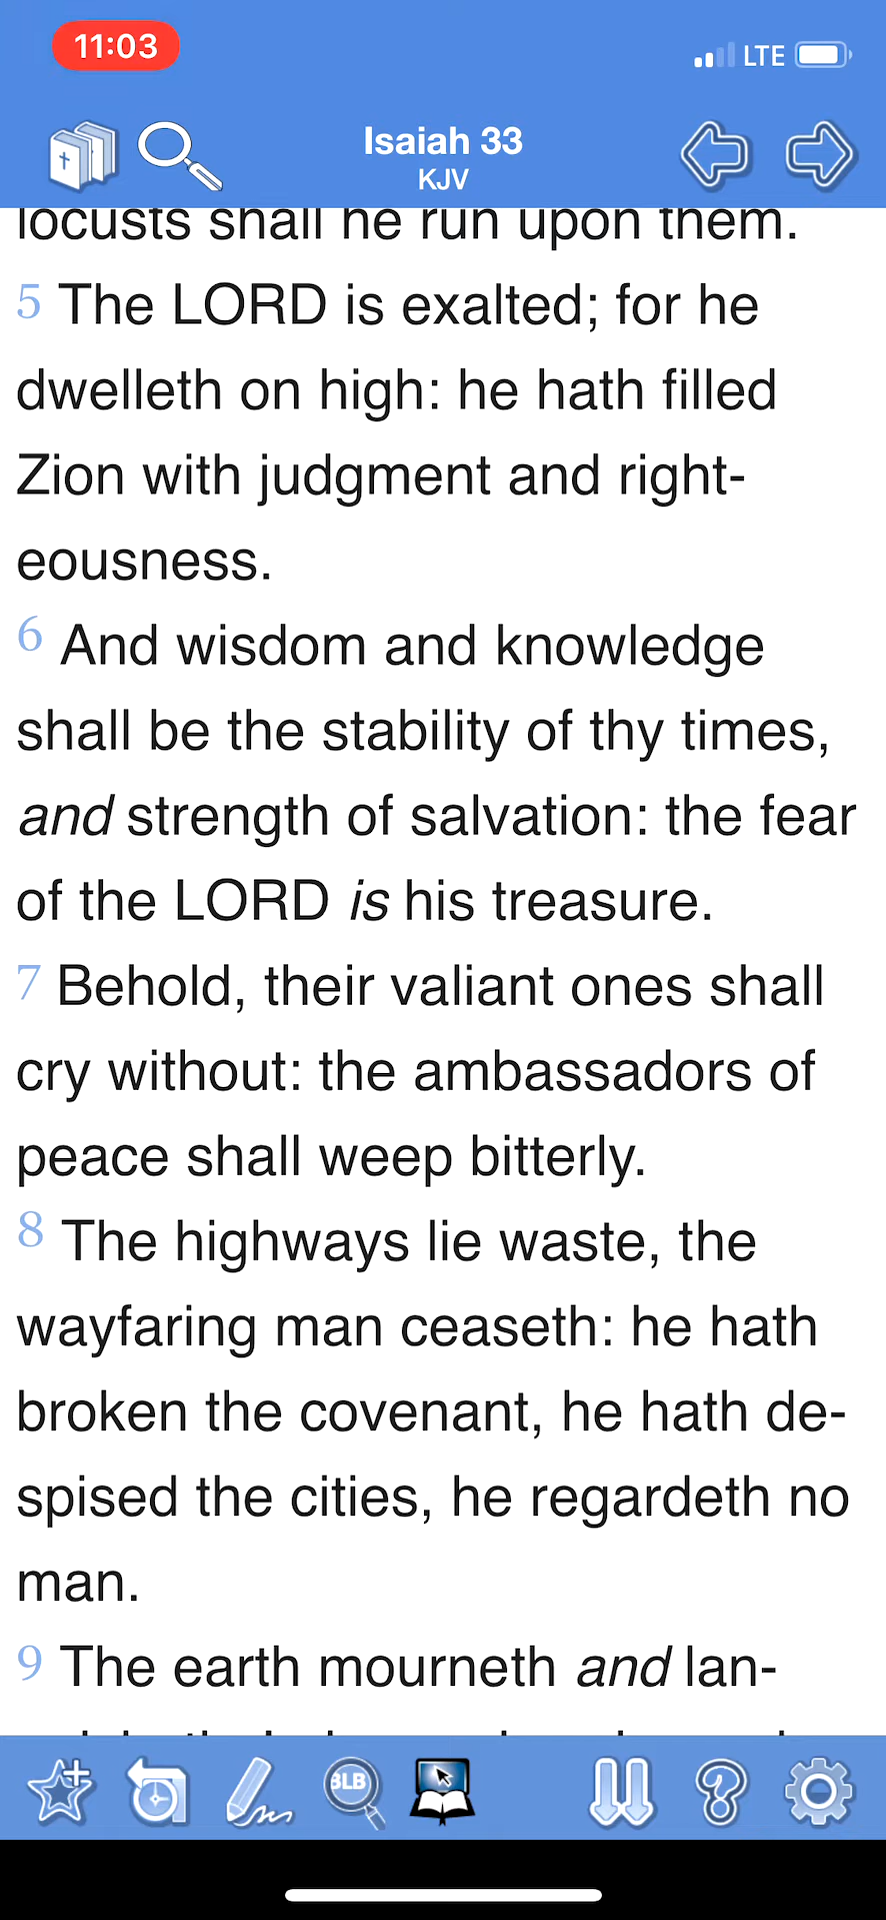 11:03
LTE
Isaiah 33
KJV
locusts shall he run upon them.
5 The LORD is exalted; for he
dwelleth on high: he hath filled
Zion with judgment and right-
eousness.
6 And wisdom and knowledge
shall be the stability of thy times,
and strength of salvation: the fear
of the LORD is his treasure.
7 Behold, their valiant ones shall
cry without: the ambassadors of
peace shall weep bitterly.
8 The highways lie waste, the
wayfaring man ceaseth: he hath
broken the covenant, he hath de-
spised the cities, he regardeth no
man.
9 The earth mourneth and lan-
BLB